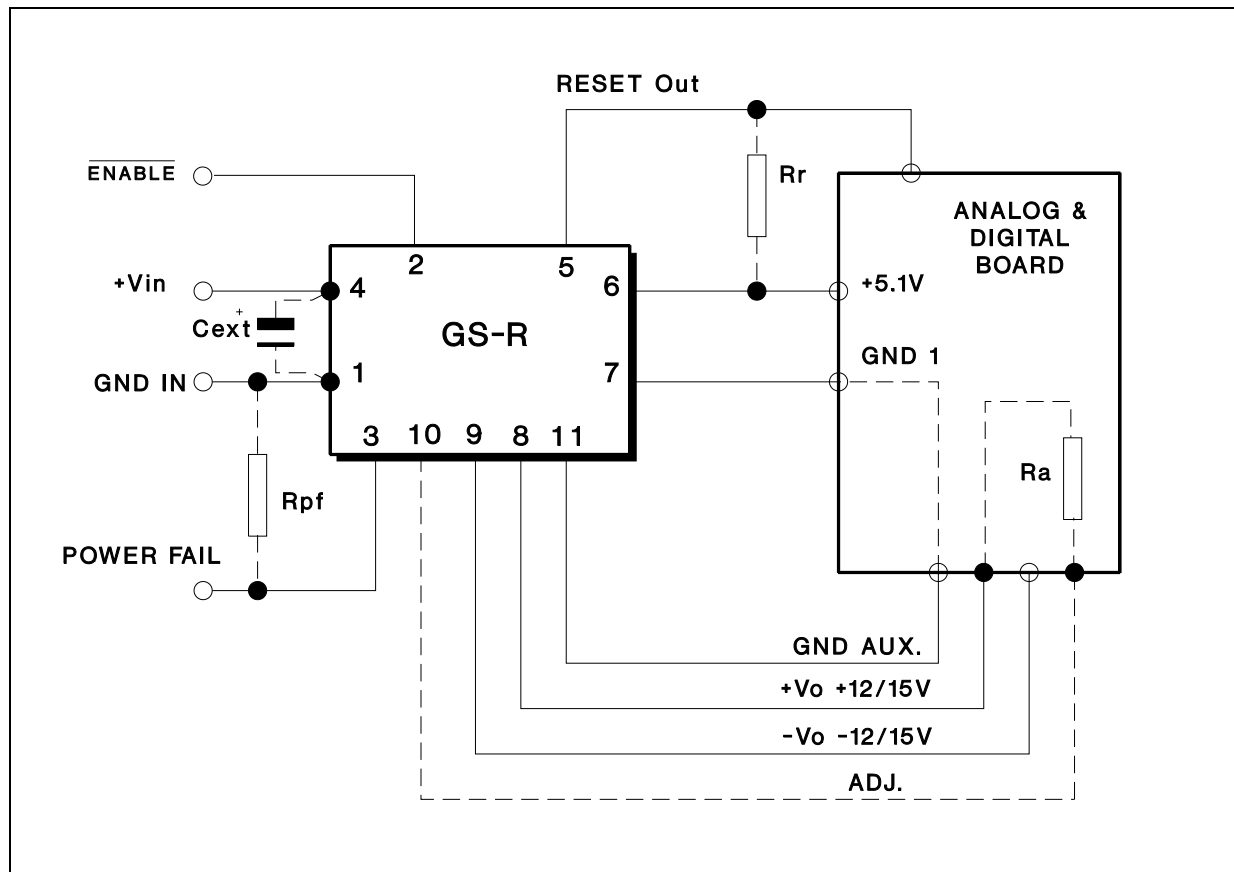 RESET Out
ENABLE
Rr
ANALOG &
DIGITAL
BOARD
2
5
+Vin
4
6
+5.1V
+
Cext
GS-R
GND IN
1
7
GND 1
3 10 9 8 11
Ra
Rpf
POWER FAIL
GND AUX.
+Vo +12/15V
-Vo -12/15V
ADJ.